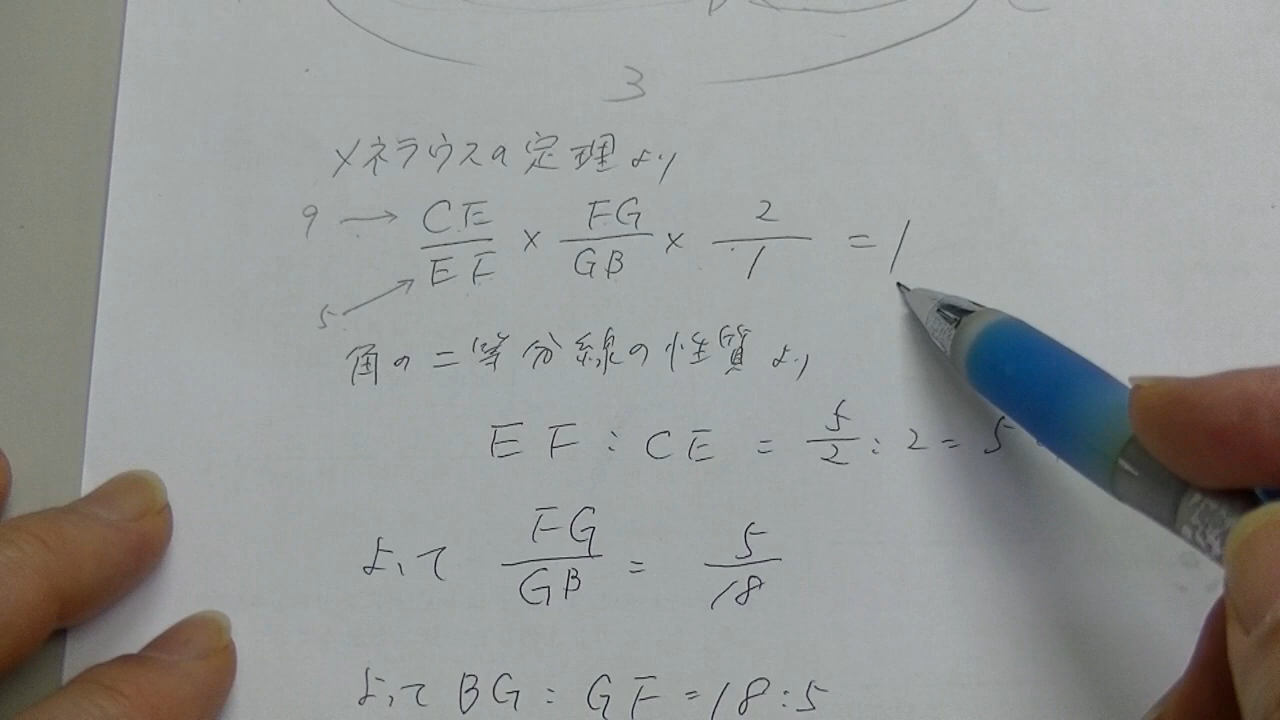 3
メネラウスの定理より
9 → CE/EF × FG/GB × 2/1 = 1
5
角の二等分線の性質より
EF : CE = 5/2 : 2 = 5
よって FG/GB = 5/18
よって BG : GF = 18 : 5